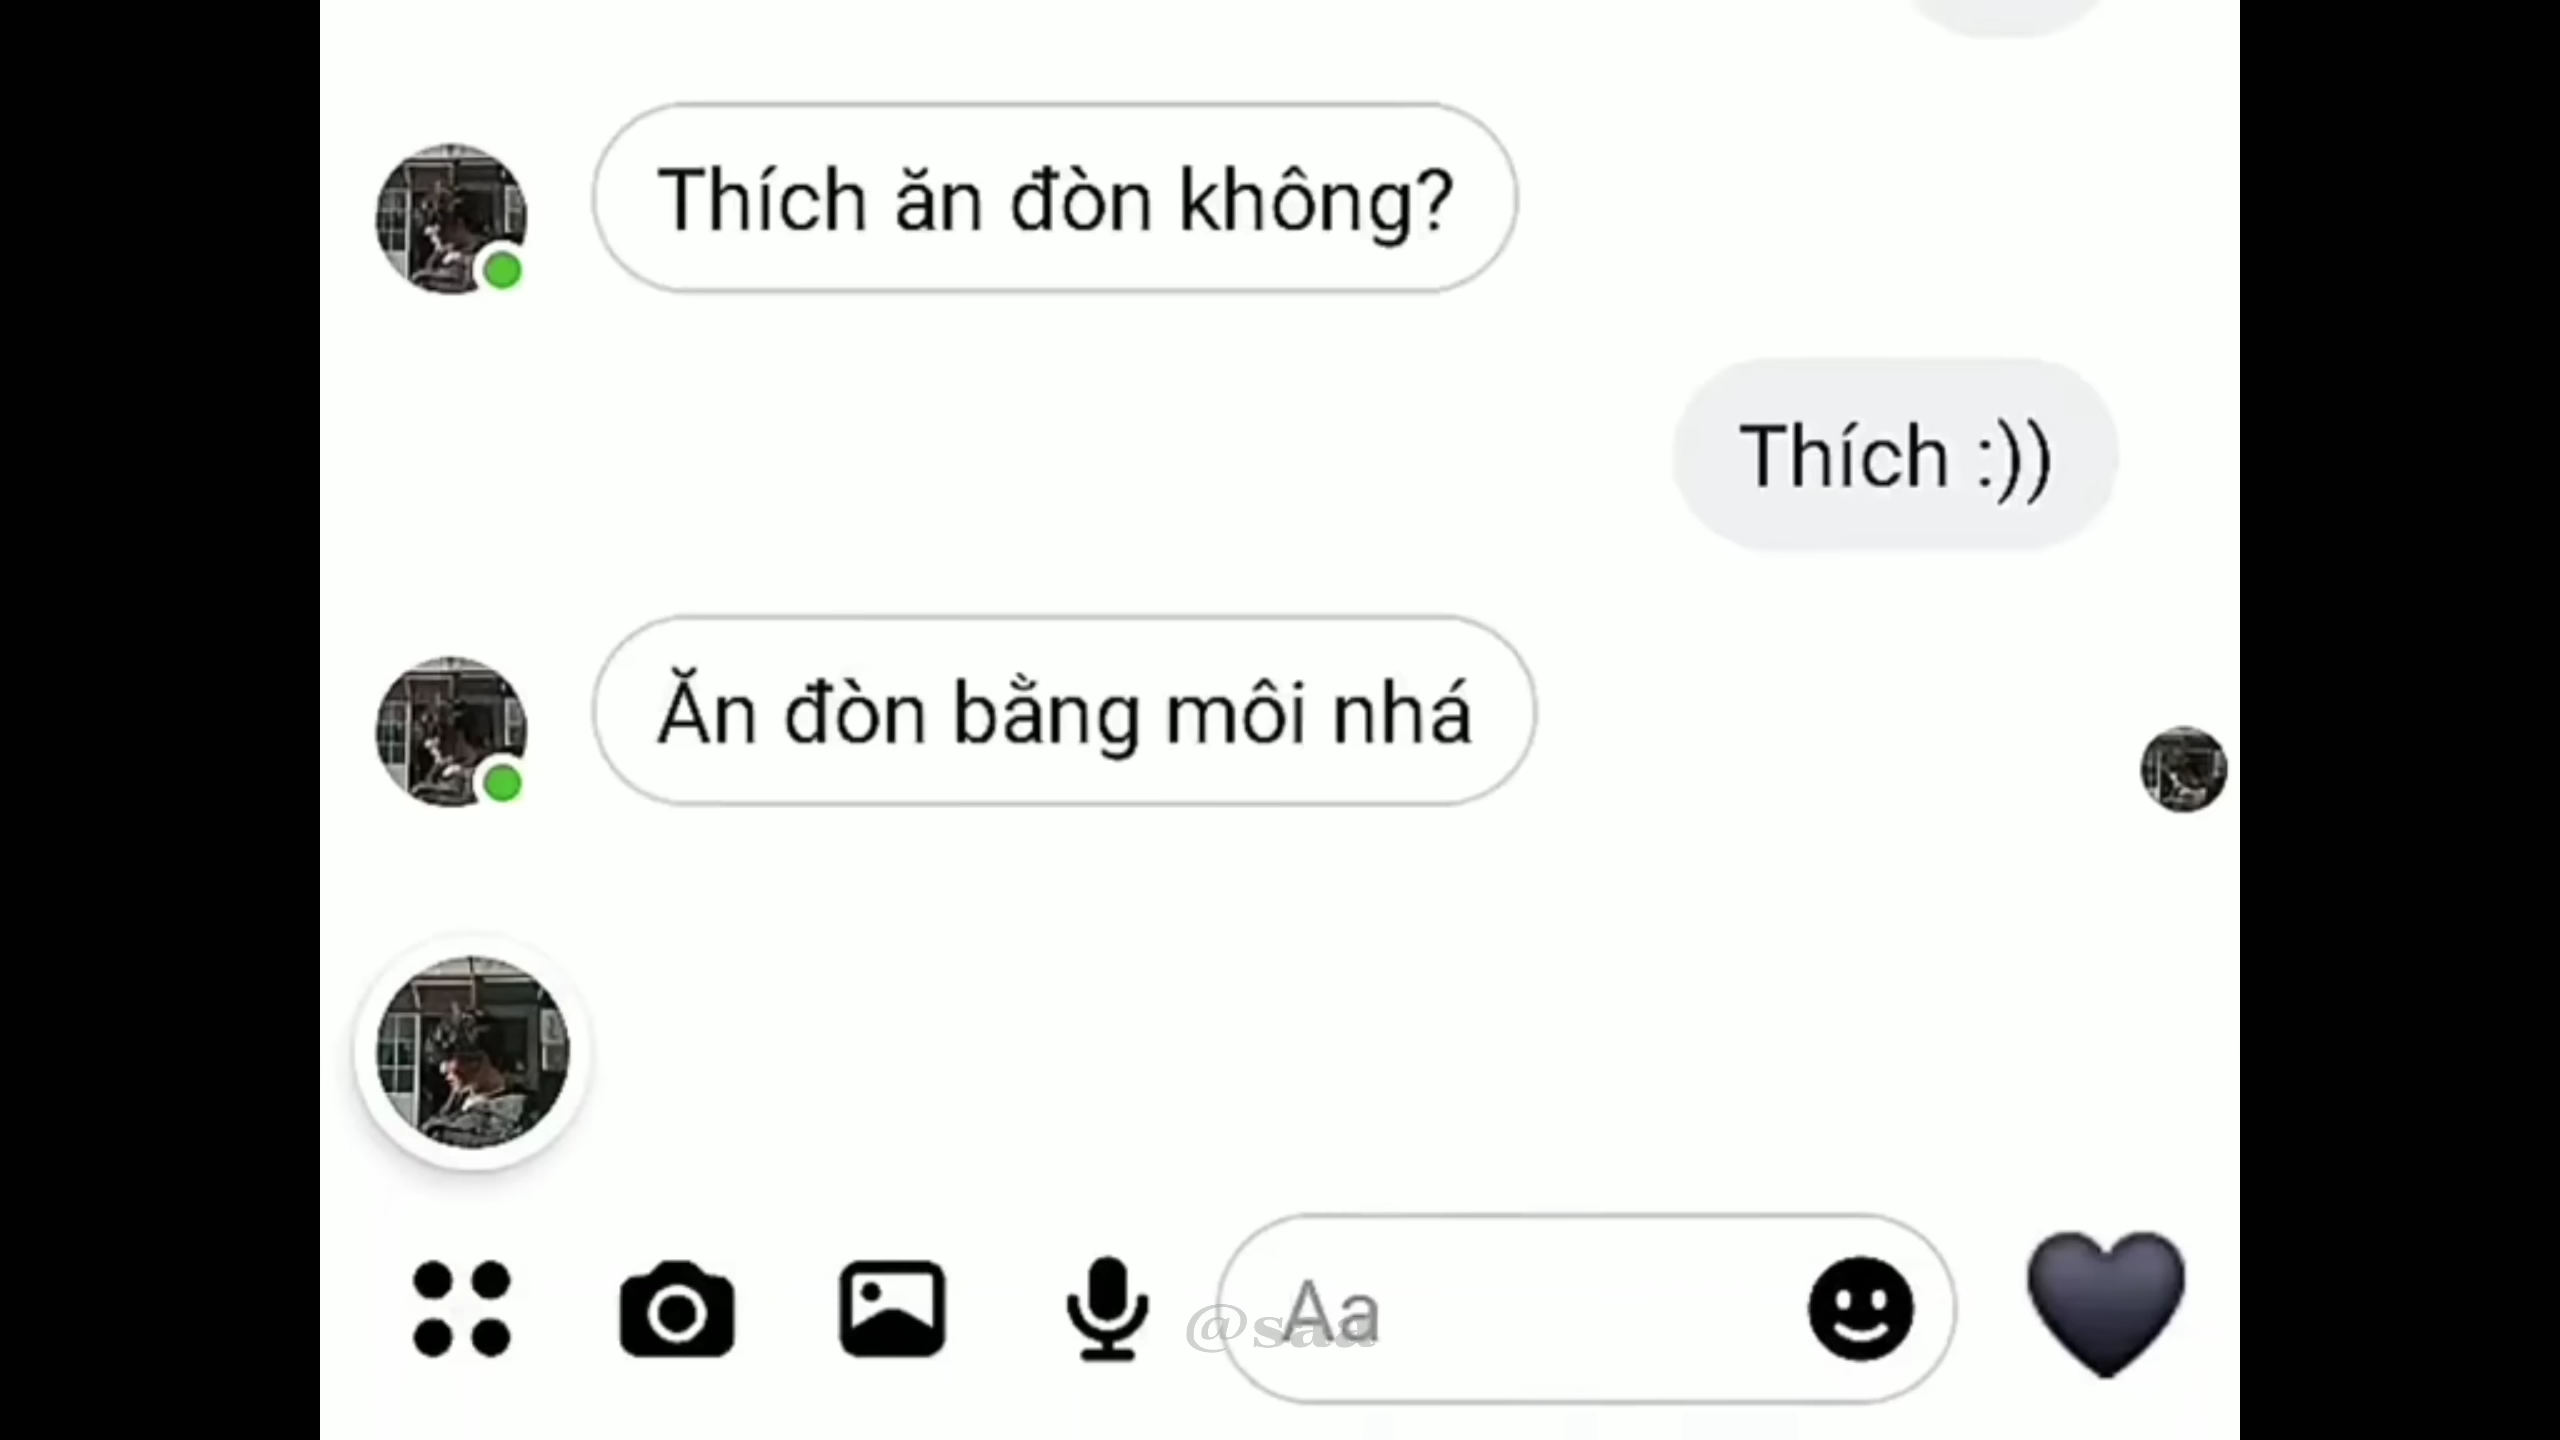 Thích ăn đòn không?
Thích :))
Ăn đòn bằng môi nhá
Aa
@saa